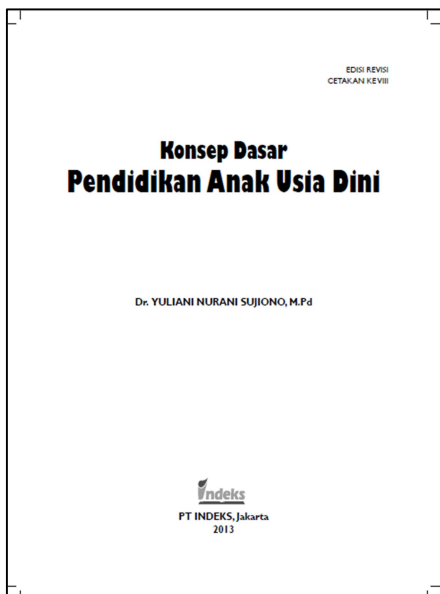 EDISI REVISI
CETAKAN KEVIII
Konsep Dasar
Pendidikan Anak Usia Dini
Dr. YULIANI NURANI SUJIONO, M.Pd
indeks
PT INDEKS, Jakarta
2013